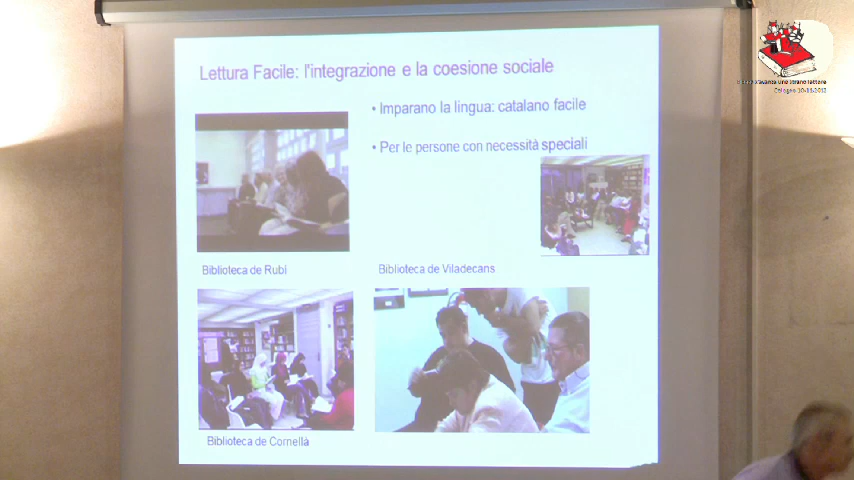 Lettura Facile: l'integrazione e la coesione sociale
• Imparano la lingua: catalano facile
• Per le persone con necessità speciali
Biblioteca de Rubí
Biblioteca de Viladecans
Biblioteca de Cornellà